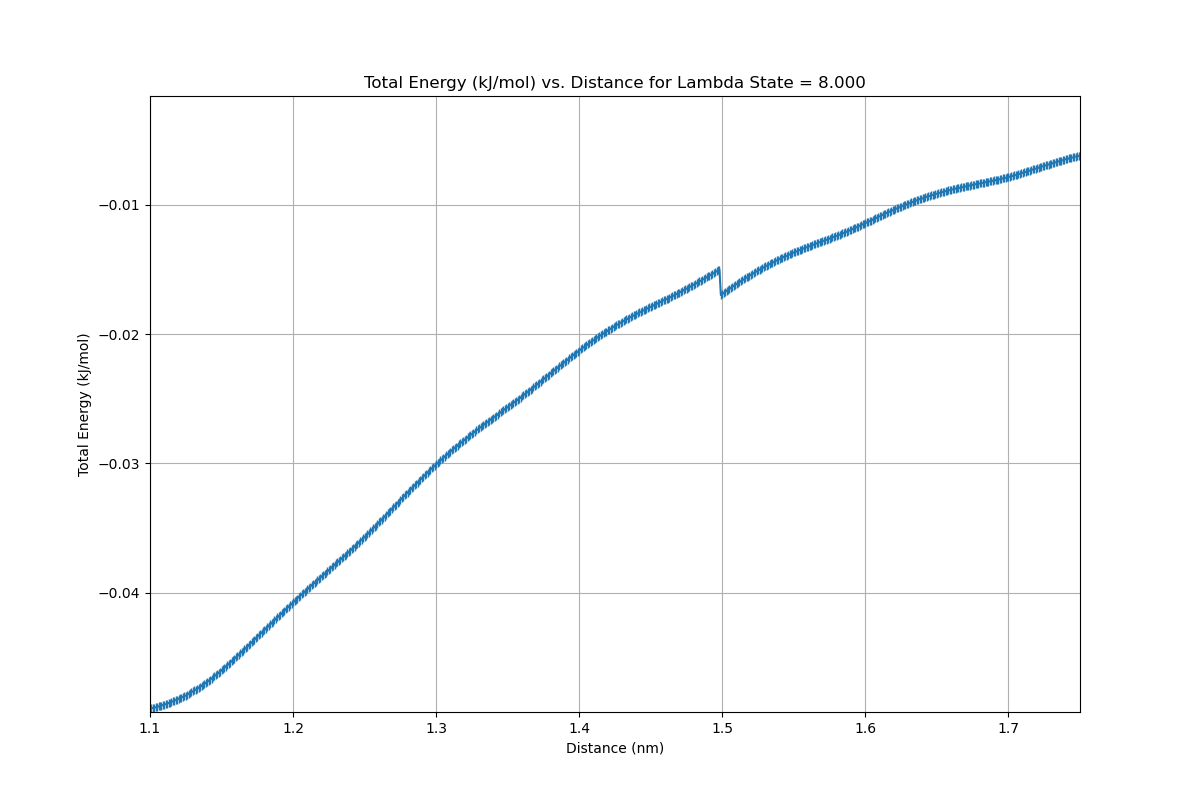 Total Energy (kJ/mol) vs. Distance for Lambda State = 8.000
Total Energy (kJ/mol)
−0.01
−0.02
−0.03
−0.04
1.1 1.2 1.3 1.4 1.5 1.6 1.7
Distance (nm)